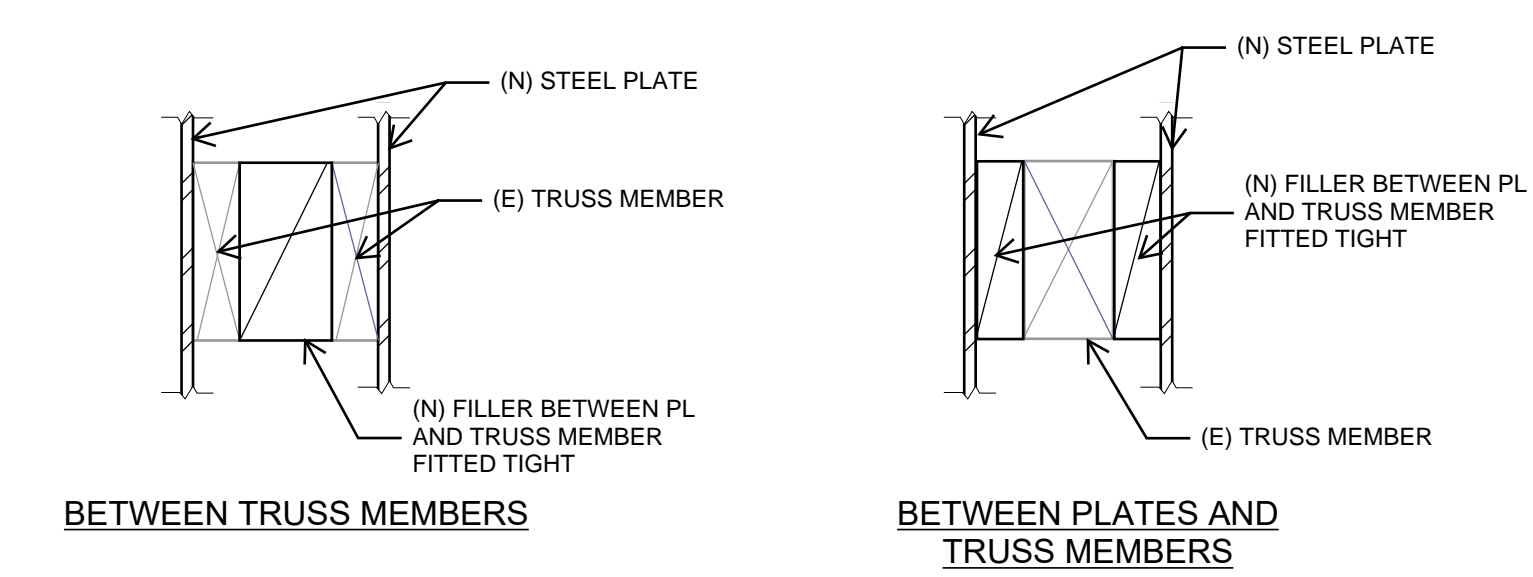 (N) STEEL PLATE
(E) TRUSS MEMBER
(N) FILLER BETWEEN PL
AND TRUSS MEMBER
FITTED TIGHT
BETWEEN TRUSS MEMBERS
(N) STEEL PLATE
(N) FILLER BETWEEN PL
AND TRUSS MEMBER
FITTED TIGHT
(E) TRUSS MEMBER
BETWEEN PLATES AND
TRUSS MEMBERS